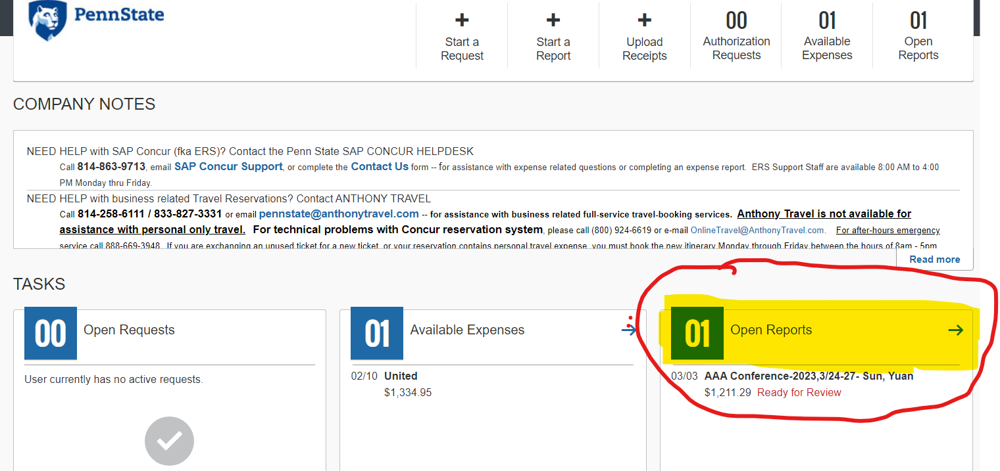 PennState
+
Start a
Request
+
Start a
Report
+
Upload
Receipts
00
Authorization
Requests
01
Available
Expenses
01
Open
Reports
COMPANY NOTES
NEED HELP with SAP Concur (fka ERS)? Contact the Penn State SAP CONCUR HELPDESK
Call 814-863-9713, email SAP Concur Support, or complete the Contact Us form -- for assistance with expense related questions or completing an expense report. ERS Support Staff are available 8:00 AM to 4:00
PM Monday thru Friday.
NEED HELP with business related Travel Reservations? Contact ANTHONY TRAVEL
Call 814-258-6111 / 833-827-3331 or email pennstate@anthonytravel.com -- for assistance with business related full-service travel-booking services. Anthony Travel is not available for
assistance with personal only travel. For technical problems with Concur reservation system, please call (800) 924-6619 or e-mail OnlineTravel@AnthonyTravel.com. For after-hours emergency
service call 888-669-3948. If you are exchanging an unused ticket for a new ticket, or your reservation contains personal travel expense, you must book the new itinerary Monday through Friday between the hours of 8am - 5pm
Read more
TASKS
00 Open Requests
User currently has no active requests.
01 Available Expenses
02/10 United
$1,334.95
01 Open Reports
03/03 AAA Conference-2023,3/24-27- Sun, Yuan
$1,211.29 Ready for Review